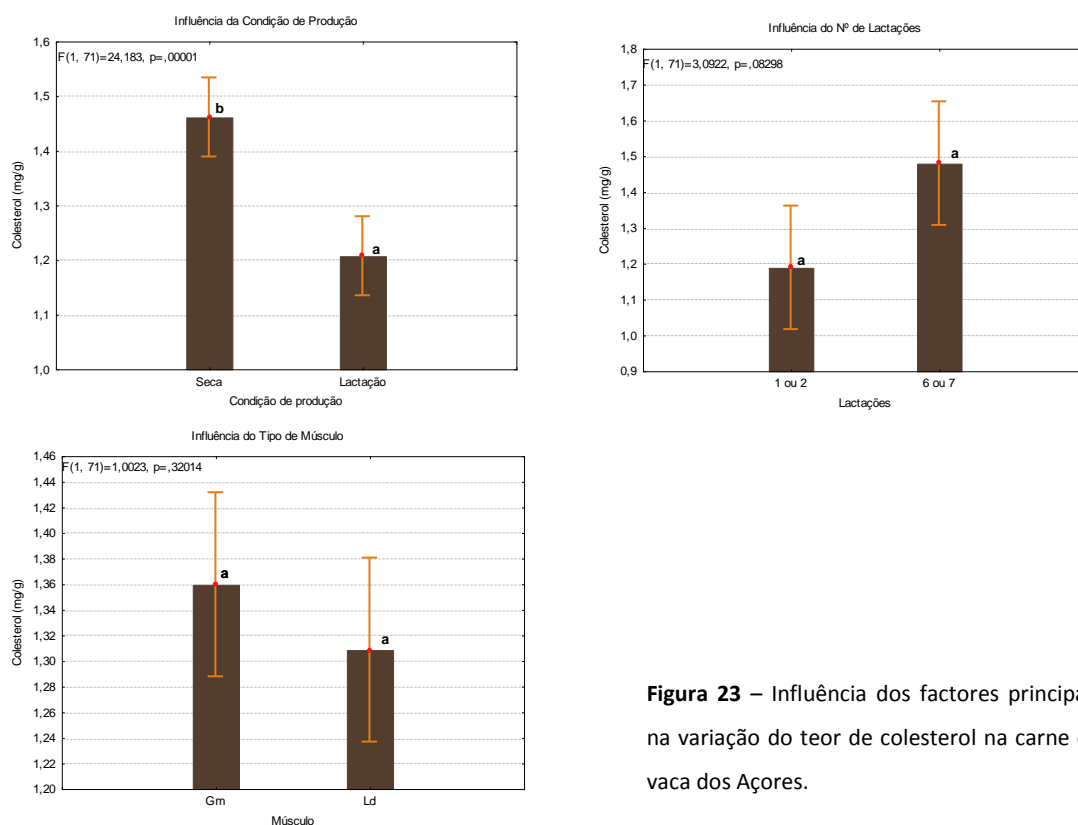 Influência da Condição de Produção
F(1, 71)=24,183, p=,00001
Colesterol (mg/g)
1,6
1,5
1,4
1,3
1,2
1,1
1,0
b
a
Seca
Lactação
Condição de produção
Influência do Nº de Lactações
F(1, 71)=3,0922, p=,08298
Colesterol (mg/g)
1,8
1,7
1,6
1,5
1,4
1,3
1,2
1,1
1,0
0,9
a
a
1 ou 2
6 ou 7
Lactações
Influência do Tipo de Músculo
F(1, 71)=1,0023, p=,32014
Colesterol (mg/g)
1,46
1,44
1,42
1,40
1,38
1,36
1,34
1,32
1,30
1,28
1,26
1,24
1,22
1,20
a
a
Gm
Ld
Músculo
Figura 23 – Influência dos factores principa
na variação do teor de colesterol na carne
vaca dos Açores.